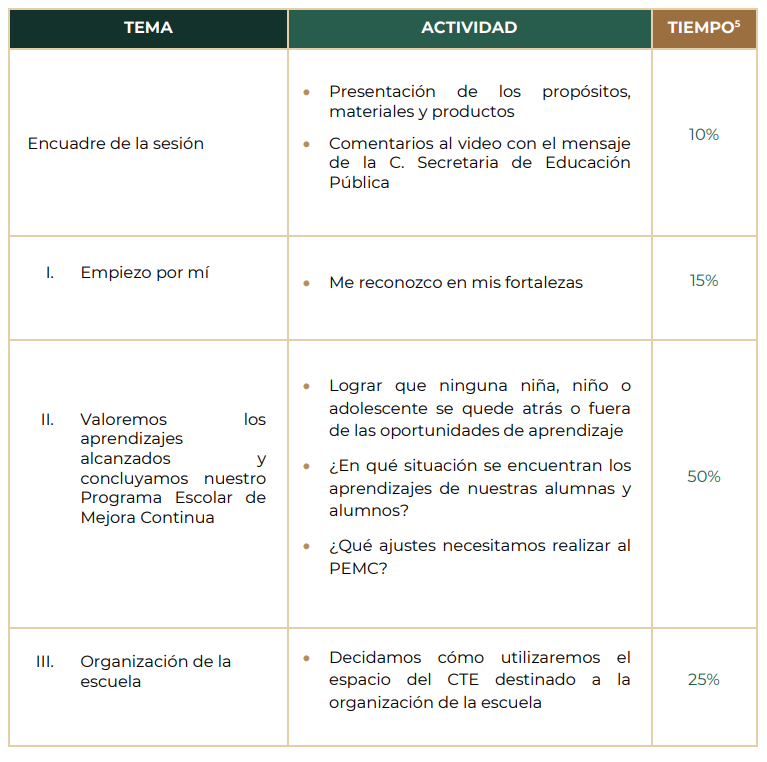 TEMA
ACTIVIDAD
TIEMPO⁵
Encuadre de la sesión
• Presentación de los propósitos,
materiales y productos
• Comentarios al video con el mensaje
de la C. Secretaria de Educación
Pública
10%
I. Empiezo por mí
• Me reconozco en mis fortalezas
15%
II. Valoremos los
aprendizajes
alcanzados y
concluyamos nuestro
Programa Escolar de
Mejora Continua
• Lograr que ninguna niña, niño o
adolescente se quede atrás o fuera
de las oportunidades de aprendizaje
• ¿En qué situación se encuentran los
aprendizajes de nuestras alumnas y
alumnos?
• ¿Qué ajustes necesitamos realizar al
PEMC?
50%
III. Organización de la
escuela
• Decidamos cómo utilizaremos el
espacio del CTE destinado a la
organización de la escuela
25%